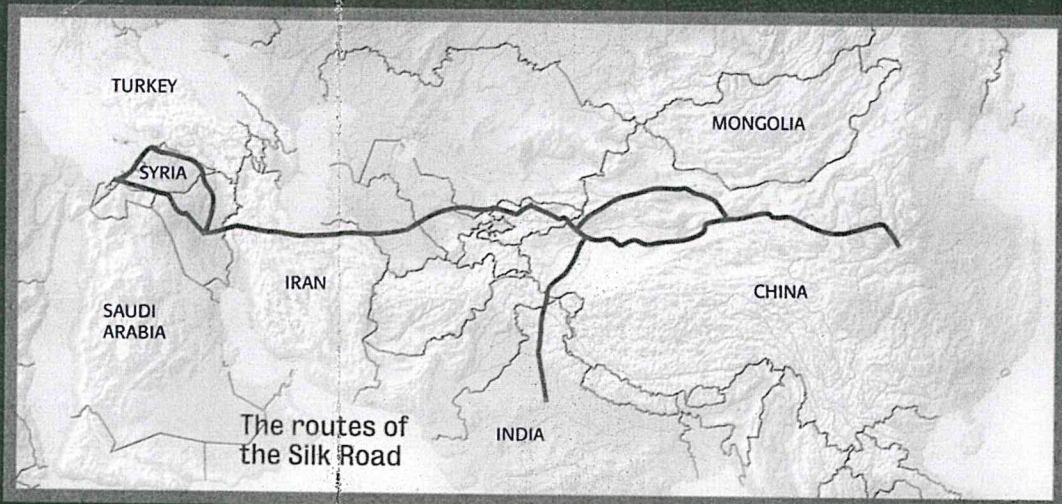 TURKEY
MONGOLIA
SYRIA
IRAN
CHINA
SAUDI
ARABIA
The routes of
the Silk Road
INDIA